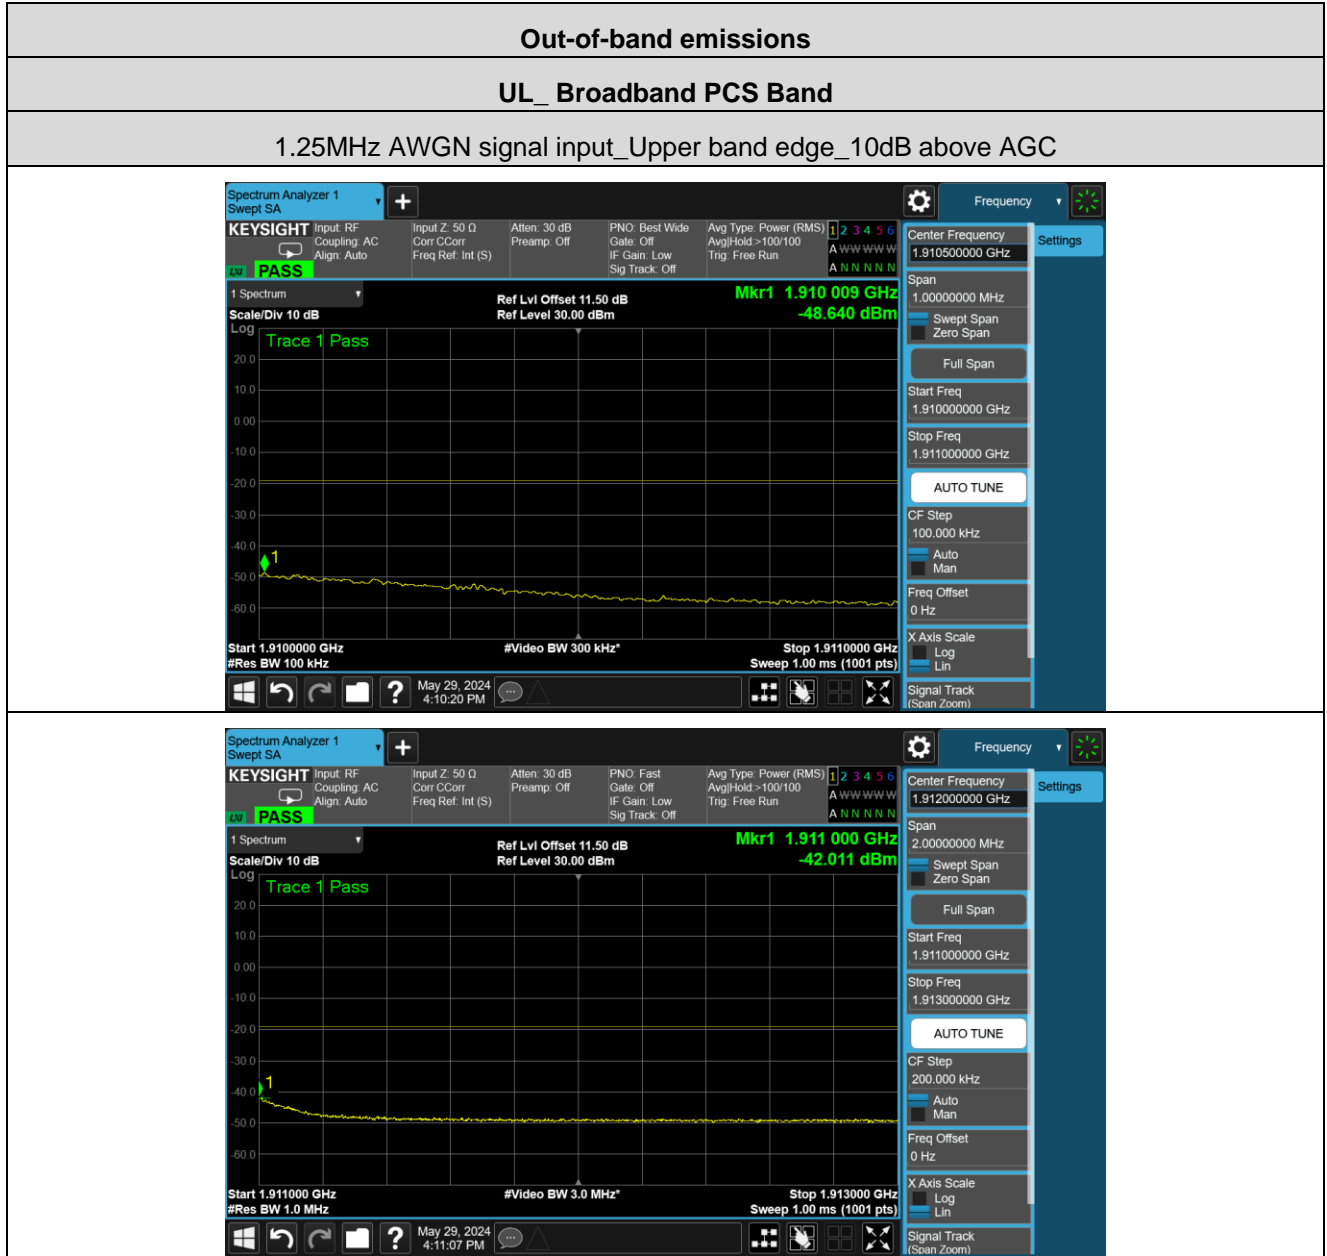 Out-of-band emissions
UL_ Broadband PCS Band
1.25MHz AWGN signal input_Upper band edge_10dB above AGC
Spectrum Analyzer 1
Swept SA
Frequency
KEYSIGHT
Input: RF
Coupling: AC
Align: Auto
Input Z: 50 Ω
Corr CCorr
Freq Ref: Int (S)
Atten: 30 dB
Preamp: Off
PNO: Best Wide
Gate: Off
IF Gain: Low
Sig Track: Off
Avg Type: Power (RMS)
Avg|Hold:>100/100
Trig: Free Run
1 2 3 4 5 6
A W W W W W
A N N N N N
LXI
PASS
Center Frequency
1.910500000 GHz
Settings
1 Spectrum
Scale/Div 10 dB
Ref Lvl Offset 11.50 dB
Ref Level 30.00 dBm
Mkr1 1.910 009 GHz
-48.640 dBm
Log
Trace 1 Pass
20.0
10.0
0.00
-10.0
-20.0
-30.0
-40.0
-50.0
-60.0
1
Start 1.9100000 GHz
#Res BW 100 kHz
#Video BW 300 kHz*
Stop 1.9110000 GHz
Sweep 1.00 ms (1001 pts)
Span
1.00000000 MHz
Swept Span
Zero Span
Full Span
Start Freq
1.910000000 GHz
Stop Freq
1.911000000 GHz
AUTO TUNE
CF Step
100.000 kHz
Auto
Man
Freq Offset
0 Hz
X Axis Scale
Log
Lin
Signal Track
(Span Zoom)
?
May 29, 2024
4:10:20 PM
Spectrum Analyzer 1
Swept SA
Frequency
KEYSIGHT
Input: RF
Coupling: AC
Align: Auto
Input Z: 50 Ω
Corr CCorr
Freq Ref: Int (S)
Atten: 30 dB
Preamp: Off
PNO: Fast
Gate: Off
IF Gain: Low
Sig Track: Off
Avg Type: Power (RMS)
Avg|Hold:>100/100
Trig: Free Run
1 2 3 4 5 6
A W W W W W
A N N N N N
LXI
PASS
Center Frequency
1.912000000 GHz
Settings
1 Spectrum
Scale/Div 10 dB
Ref Lvl Offset 11.50 dB
Ref Level 30.00 dBm
Mkr1 1.911 000 GHz
-42.011 dBm
Log
Trace 1 Pass
20.0
10.0
0.00
-10.0
-20.0
-30.0
-40.0
-50.0
-60.0
1
Start 1.911000 GHz
#Res BW 1.0 MHz
#Video BW 3.0 MHz*
Stop 1.913000 GHz
Sweep 1.00 ms (1001 pts)
Span
2.00000000 MHz
Swept Span
Zero Span
Full Span
Start Freq
1.911000000 GHz
Stop Freq
1.913000000 GHz
AUTO TUNE
CF Step
200.000 kHz
Auto
Man
Freq Offset
0 Hz
X Axis Scale
Log
Lin
Signal Track
(Span Zoom)
?
May 29, 2024
4:11:07 PM